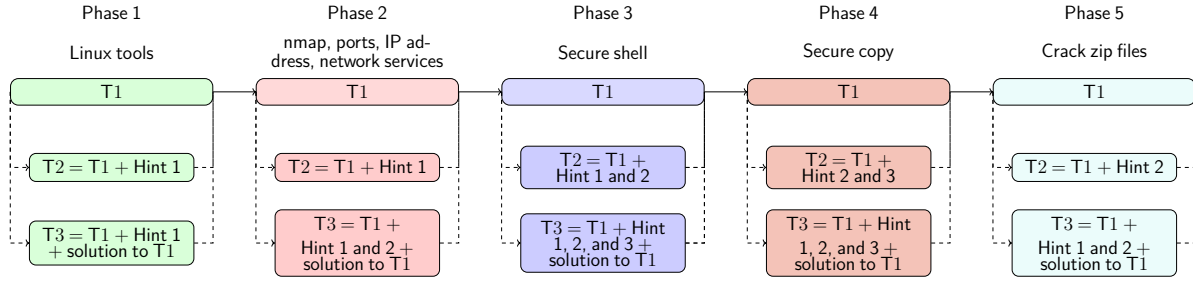 Phase 1
Phase 2
Phase 3
Phase 4
Phase 5
Linux tools
nmap, ports, IP ad-
dress, network services
Secure shell
Secure copy
Crack zip files
T1
T1
T1
T1
T1
T2 = T1 + Hint 1
T2 = T1 + Hint 1
T2 = T1 +
Hint 1 and 2
T2 = T1 +
Hint 2 and 3
T2 = T1 + Hint 2
T3 = T1 + Hint 1
+ solution to T1
T3 = T1 +
Hint 1 and 2 +
solution to T1
T3 = T1 + Hint
1, 2, and 3 +
solution to T1
T3 = T1 + Hint
1, 2, and 3 +
solution to T1
T3 = T1 +
Hint 1 and 2 +
solution to T1